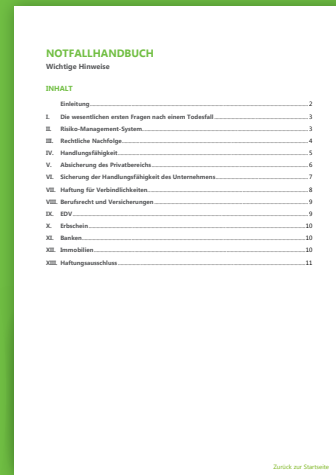 NOTFALLHANDBUCH
Wichtige Hinweise
INHALT
Einleitung 2
I. Die wesentlichen ersten Fragen nach einem Todesfall 3
II. Risiko-Management-System 3
III. Rechtliche Nachfolge 4
IV. Handlungsfähigkeit 5
V. Absicherung des Privatbereichs 6
VI. Sicherung der Handlungsfähigkeit des Unternehmens 7
VII. Haftung für Verbindlichkeiten 8
VIII. Berufsrecht und Versicherungen 9
IX. EDV 9
X. Erbschein 10
XI. Banken 10
XII. Immobilien 10
XIII. Haftungsausschluss 11
Zurück zur Startseite